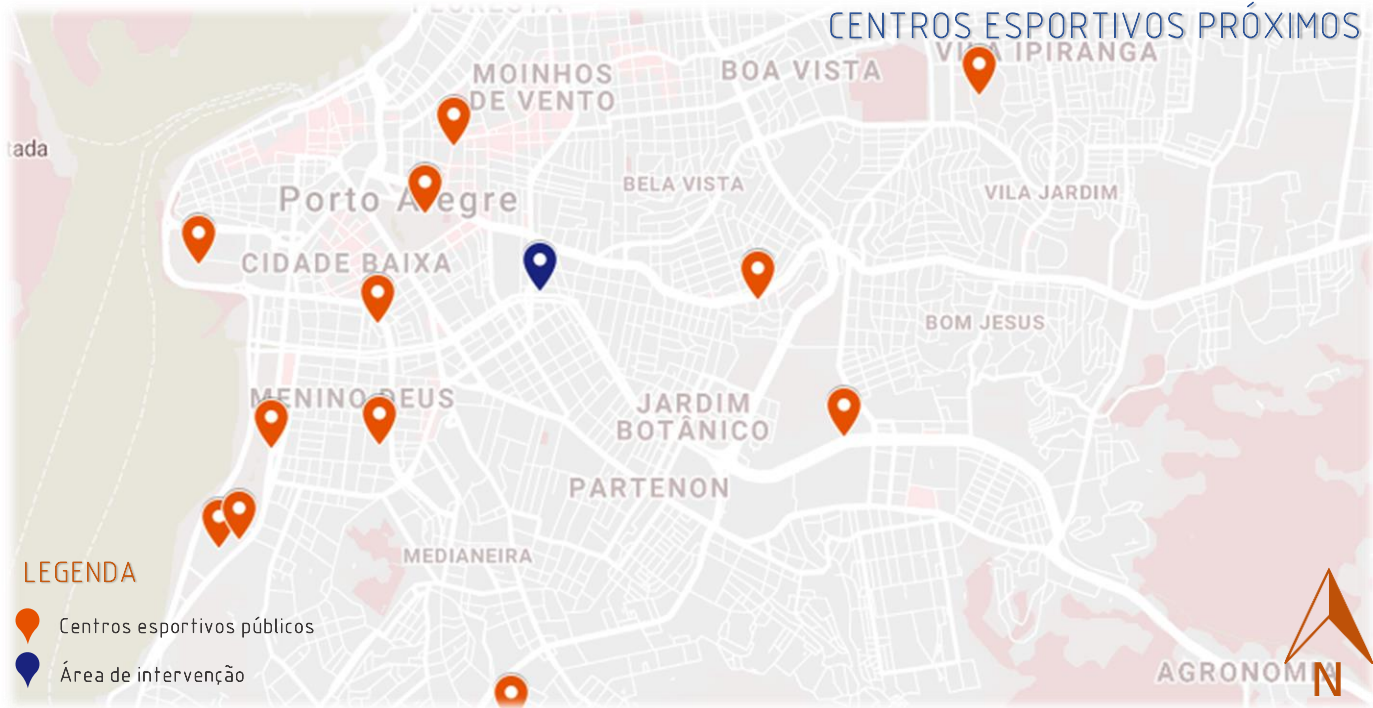 CENTROS ESPORTIVOS PRÓXIMOS
FLORESTA
VILA IPIRANGA
MOINHOS
DE VENTO
BOA VISTA
tada
BELA VISTA
VILA JARDIM
Porto Alegre
CIDADE BAIXA
BOM JESUS
MENINO DEUS
JARDIM
BOTÂNICO
PARTENON
MEDIANEIRA
LEGENDA
Centros esportivos públicos
Área de intervenção
AGRONOMIA
N